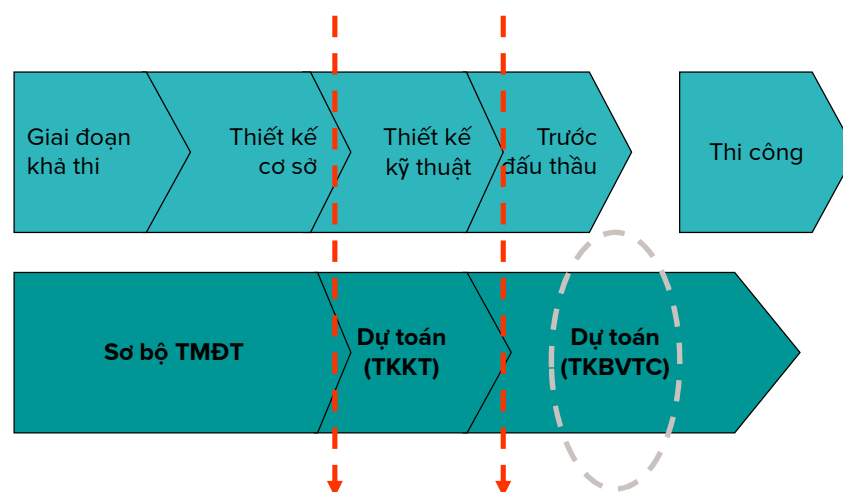 Giai đoạn
khả thi
Thiết kế
cơ sở
Thiết kế
kỹ thuật
Trước
đấu thầu
Thi công
Sơ bộ TMĐT
Dự toán
(TKKT)
Dự toán
(TKBVTC)